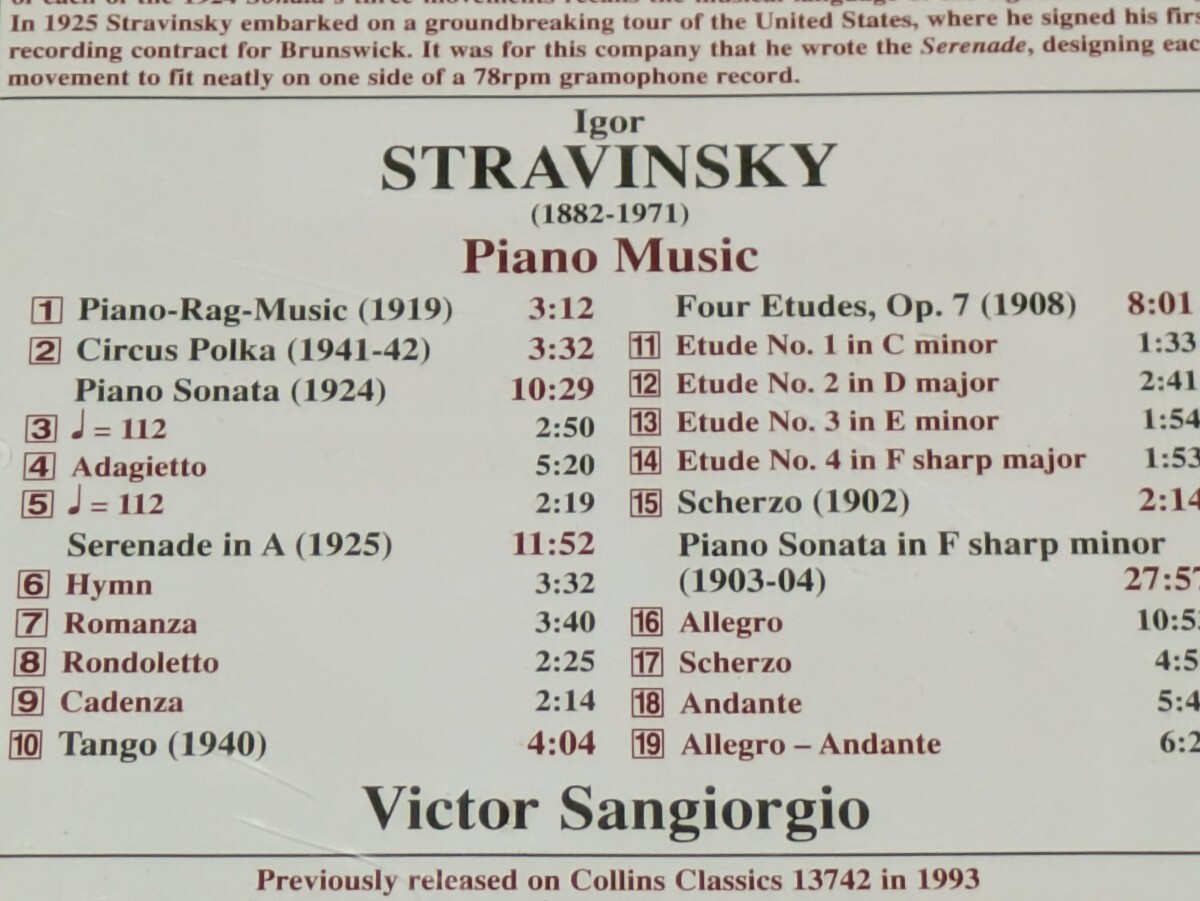 In 1925 Stravinsky embarked on a groundbreaking tour of the United States, where he signed his
recording contract for Brunswick. It was for this company that he wrote the Serenade, designing
movement to fit neatly on one side of a 78rpm gramophone record.
Igor
STRAVINSKY
(1882-1971)
Piano Music
1 Piano-Rag-Music (1919) 3:12
2 Circus Polka (1941-42) 3:32
Piano Sonata (1924) 10:29
3 ♩ = 112 2:50
4 Adagietto 5:20
5 ♩ = 112 2:19
Serenade in A (1925) 11:52
6 Hymn 3:32
7 Romanza 3:40
8 Rondoletto 2:25
9 Cadenza 2:14
10 Tango (1940) 4:04
Four Etudes, Op. 7 (1908) 8:01
11 Etude No. 1 in C minor 1:33
12 Etude No. 2 in D major 2:41
13 Etude No. 3 in E minor 1:54
14 Etude No. 4 in F sharp major 1:53
15 Scherzo (1902) 2:14
Piano Sonata in F sharp minor
(1903-04) 27:57
16 Allegro
17 Scherzo
18 Andante
19 Allegro – Andante
Victor Sangiorgio
Previously released on Collins Classics 13742 in 1993